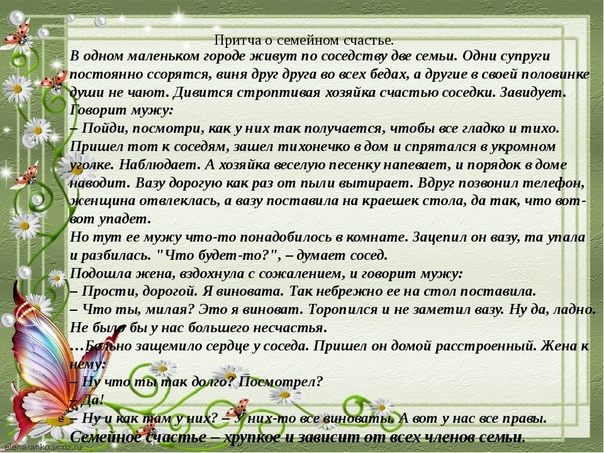 Притча о семейном счастье.
В одном маленьком городе живут по соседству две семьи. Одни супруги
постоянно ссорятся, виня друг друга во всех бедах, а другие в своей половинке
души не чают. Дивится строптивая хозяйка счастью соседки. Завидует.
Говорит мужу:
– Пойди, посмотри, как у них так получается, чтобы все гладко и тихо.
Пришел тот к соседям, зашел тихонечко в дом и спрятался в укромном
уголке. Наблюдает. А хозяйка веселую песенку напевает, и порядок в доме
наводит. Вазу дорогую как раз от пыли вытирает. Вдруг позвонил телефон,
женщина отвлеклась, а вазу поставила на краешек стола, да так, что вот-
вот упадет.
Но тут ее мужу что-то понадобилось в комнате. Зацепил он вазу, та упала
и разбилась. "Что будет-то?", – думает сосед.
Подошла жена, вздохнула с сожалением, и говорит мужу:
– Прости, дорогой. Я виновата. Так небрежно ее на стол поставила.
– Что ты, милая? Это я виноват. Торопился и не заметил вазу. Ну да, ладно.
Не было бы у нас большего несчастья.
…Больно защемило сердце у соседа. Пришел он домой расстроенный. Жена к
нему:
– Ну что ты так долго? Посмотрел?
– Да!
– Ну и как там у них? – У них-то все виноваты. А вот у нас все правы.
Семейное счастье – хрупкое и зависит от всех членов семьи.
elenaranko.ucoz.ru